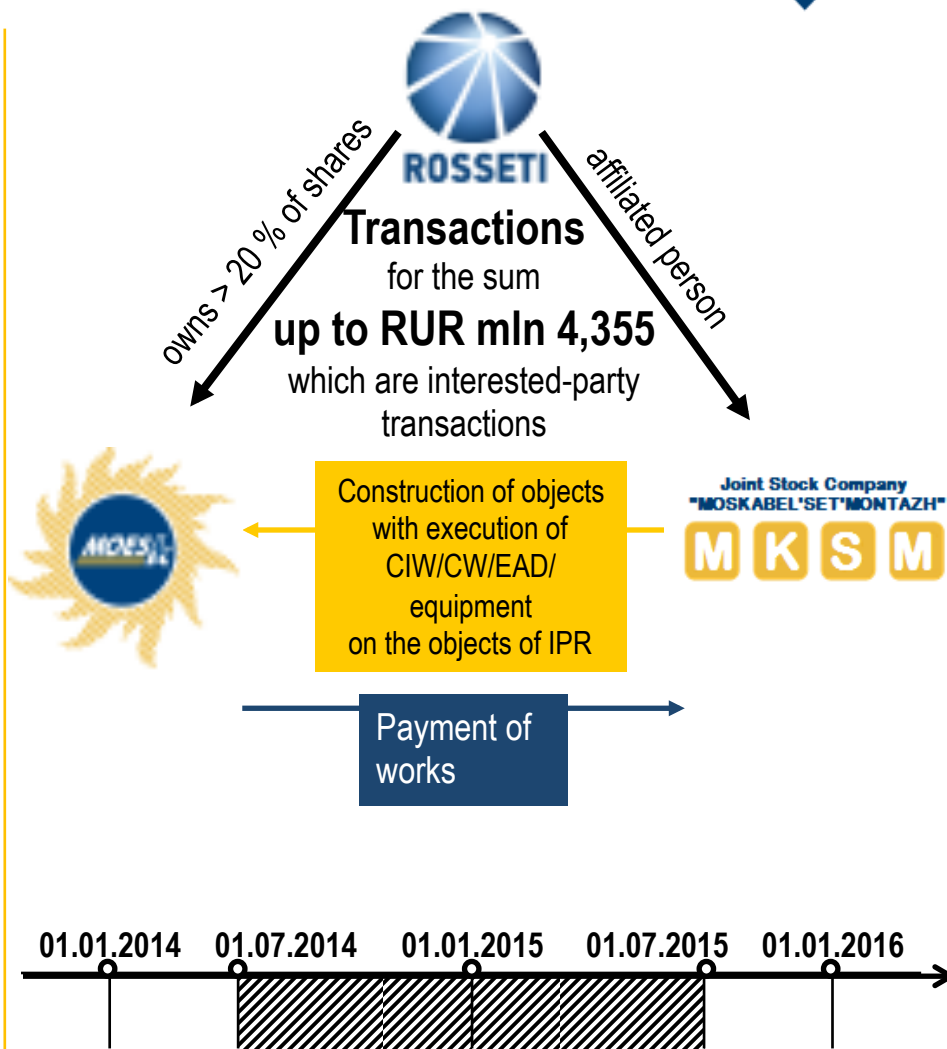 ROSSETI
owns > 20 % of shares
affiliated person
Transactions
for the sum
up to RUR mln 4,355
which are interested-party
transactions
Construction of objects
with execution of
CIW/CW/EAD/
equipment
on the objects of IPR
Joint Stock Company
"MOSKABEL'SET'MONTAZH"
M K S M
Payment of
works
01.01.2014 01.07.2014 01.01.2015 01.07.2015 01.01.2016